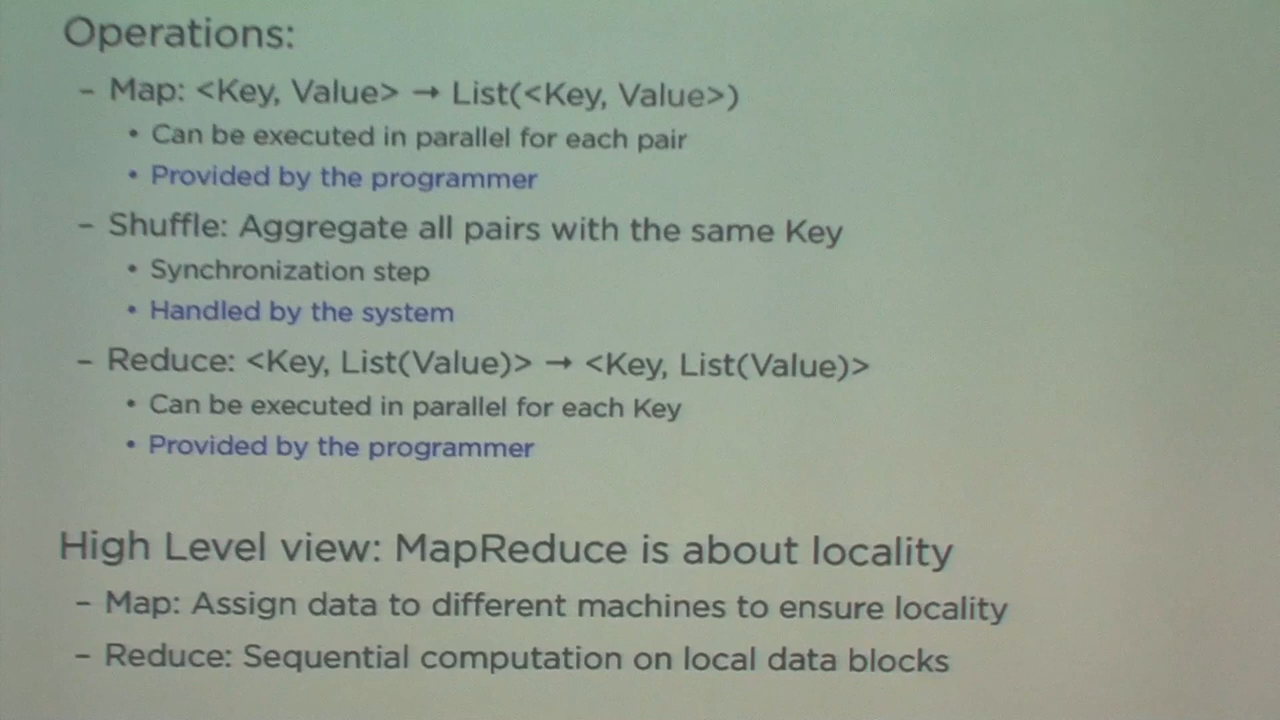 Operations:
– Map: <Key, Value> → List(<Key, Value>)
• Can be executed in parallel for each pair
• Provided by the programmer
– Shuffle: Aggregate all pairs with the same Key
• Synchronization step
• Handled by the system
– Reduce: <Key, List(Value)> → <Key, List(Value)>
• Can be executed in parallel for each Key
• Provided by the programmer
High Level view: MapReduce is about locality
– Map: Assign data to different machines to ensure locality
– Reduce: Sequential computation on local data blocks